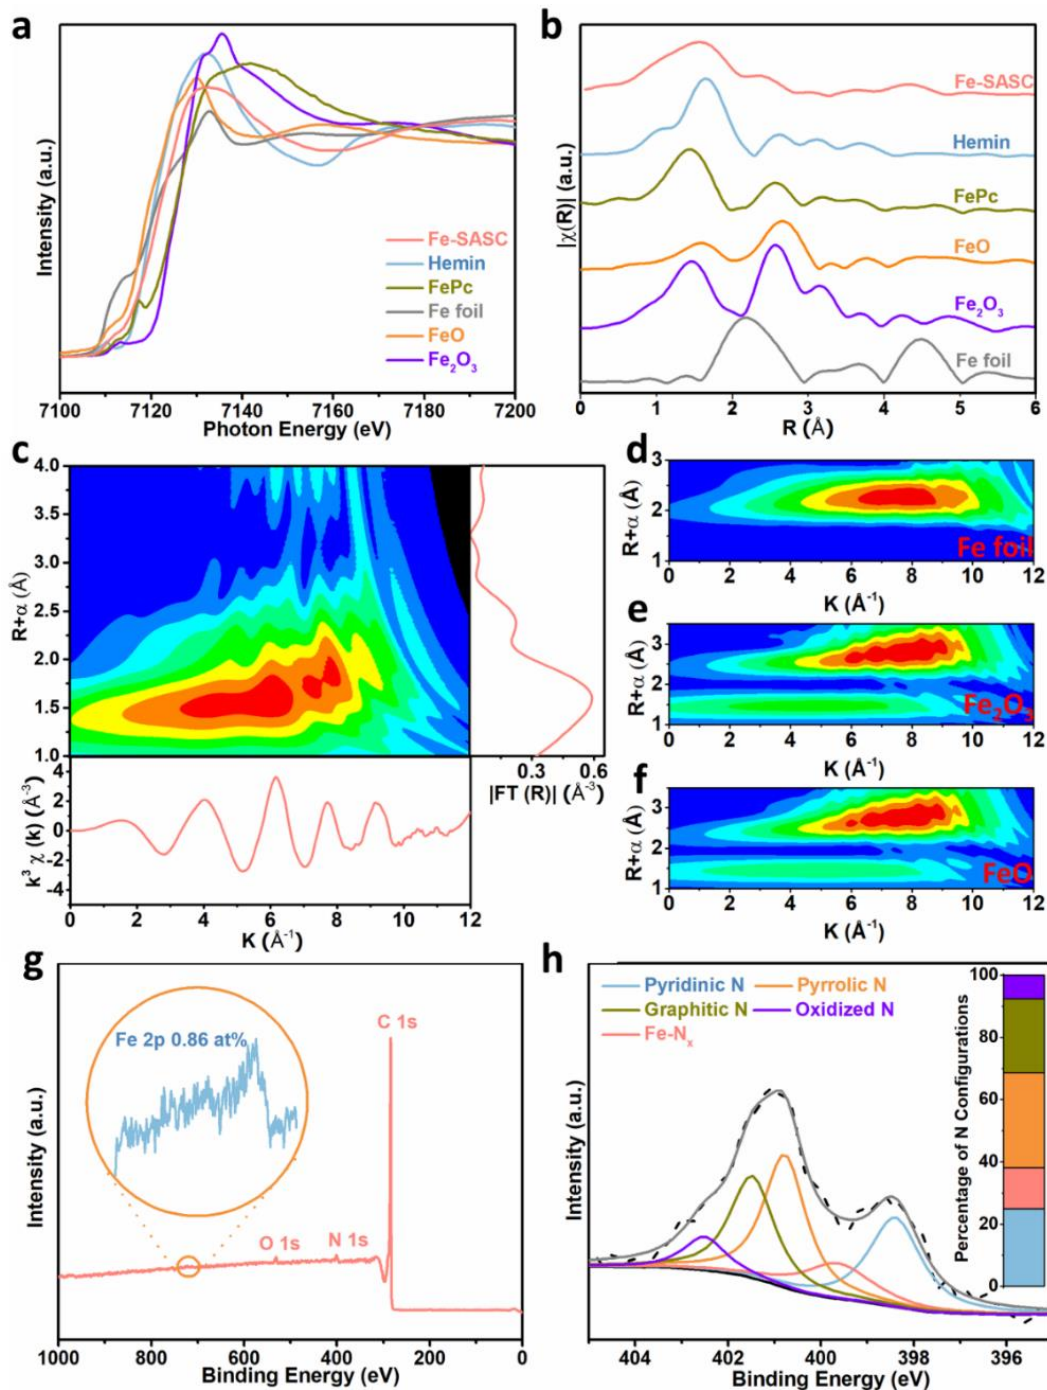 a
Intensity (a.u.)
Fe-SASC
Hemin
FePc
Fe foil
FeO
Fe₂O₃
7100 7120 7140 7160 7180 7200
Photon Energy (eV)
b
|χ(R)| (a.u.)
Fe-SASC
Hemin
FePc
FeO
Fe₂O₃
Fe foil
0 1 2 3 4 5 6
R (Å)
c
R+α (Å)
4.0
3.5
3.0
2.5
2.0
1.5
1.0
0.3 0.6
|FT (R)| (Å⁻³)
k³ χ (k) (Å⁻³)
4
2
0
-2
-4
0 2 4 6 8 10 12
K (Å⁻¹)
d
R+α (Å)
3
2
1
Fe foil
0 2 4 6 8 10 12
K (Å⁻¹)
e
R+α (Å)
3
2
1
Fe₂O₃
0 2 4 6 8 10 12
K (Å⁻¹)
f
R+α (Å)
3
2
1
FeO
0 2 4 6 8 10 12
K (Å⁻¹)
g
Intensity (a.u.)
Fe 2p 0.86 at%
C 1s
O 1s
N 1s
1000 800 600 400 200 0
Binding Energy (eV)
h
Intensity (a.u.)
Pyridinic N
Pyrrolic N
Graphitic N
Oxidized N
Fe-Nₓ
Percentage of N Configurations
100
80
60
40
20
0
404 402 400 398 396
Binding Energy (eV)